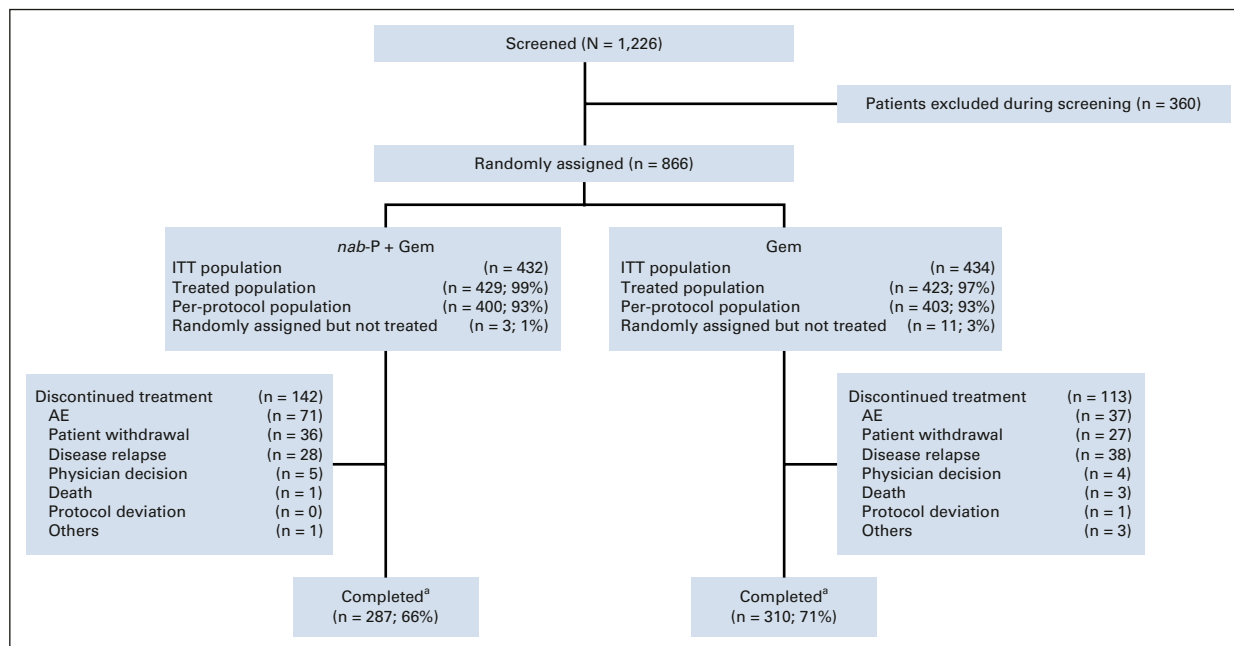 Screened (N = 1,226)
Patients excluded during screening (n = 360)
Randomly assigned (n = 866)
nab-P + Gem
ITT population (n = 432)
Treated population (n = 429; 99%)
Per-protocol population (n = 400; 93%)
Randomly assigned but not treated (n = 3; 1%)
Gem
ITT population (n = 434)
Treated population (n = 423; 97%)
Per-protocol population (n = 403; 93%)
Randomly assigned but not treated (n = 11; 3%)
Discontinued treatment (n = 142)
AE (n = 71)
Patient withdrawal (n = 36)
Disease relapse (n = 28)
Physician decision (n = 5)
Death (n = 1)
Protocol deviation (n = 0)
Others (n = 1)
Discontinued treatment (n = 113)
AE (n = 37)
Patient withdrawal (n = 27)
Disease relapse (n = 38)
Physician decision (n = 4)
Death (n = 3)
Protocol deviation (n = 1)
Others (n = 3)
Completedᵃ
(n = 287; 66%)
Completedᵃ
(n = 310; 71%)